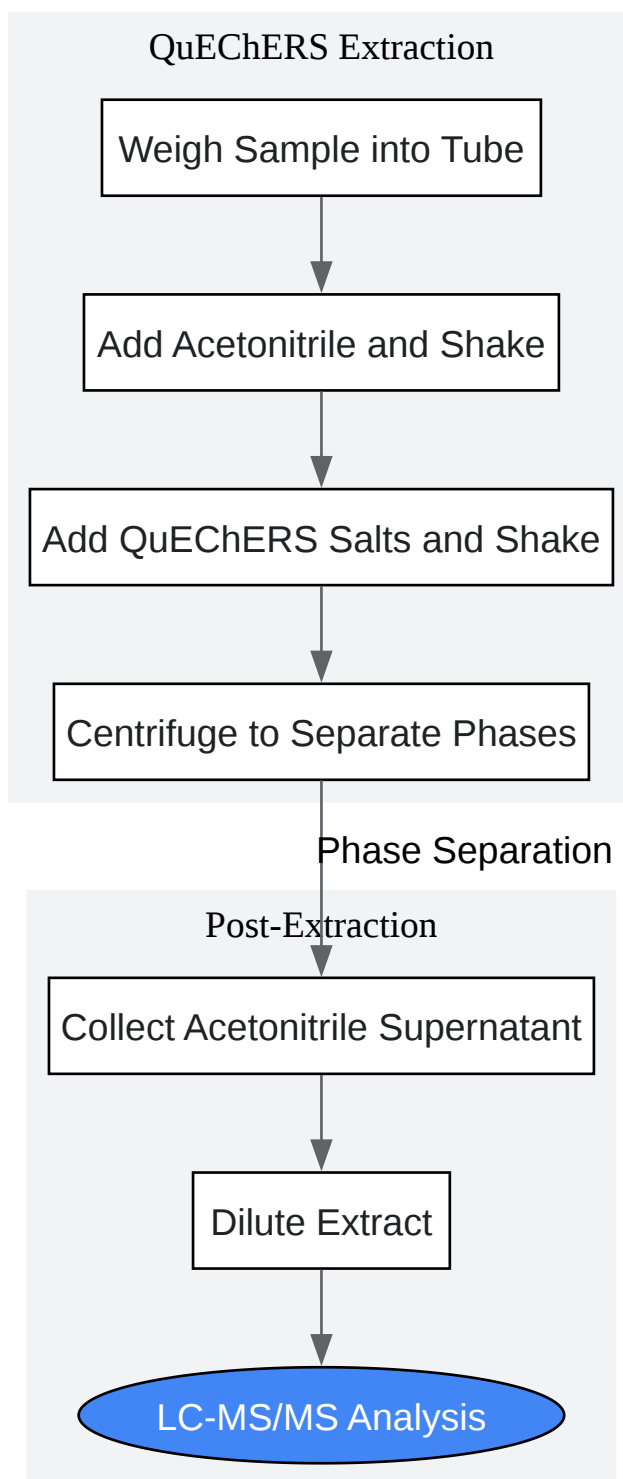 QuEChERS Extraction
Weigh Sample into Tube
Add Acetonitrile and Shake
Add QuEChERS Salts and Shake
Centrifuge to Separate Phases
Phase Separation
Post-Extraction
Collect Acetonitrile Supernatant
Dilute Extract
LC-MS/MS Analysis